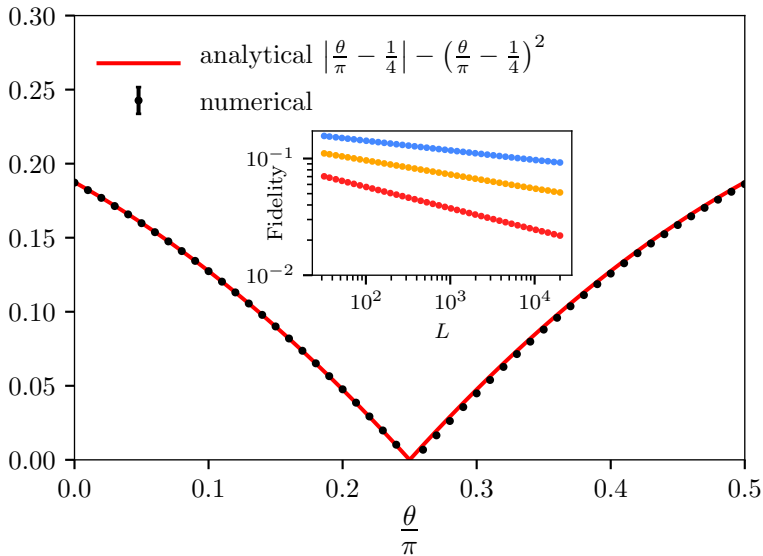 0.30
analytical |θ/π − 1/4| − (θ/π − 1/4)²
0.25
numerical
0.20
10⁻¹
Fidelity
0.15
10⁻²
10² 10³ 10⁴
L
0.10
0.05
0.00
0.0 0.1 0.2 0.3 0.4 0.5
θ/π